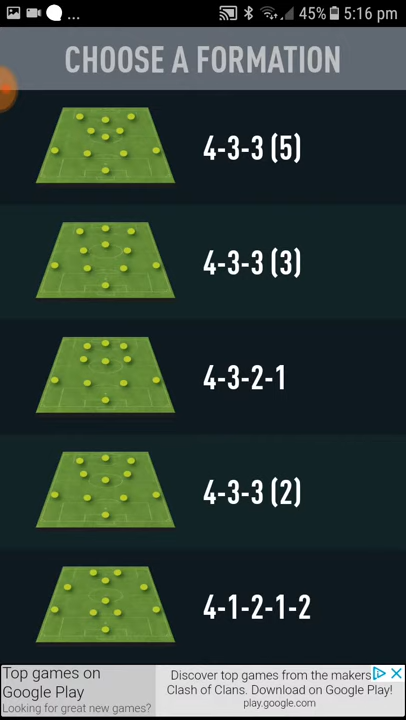 ... 45% 5:16 pm
CHOOSE A FORMATION
4-3-3 (5)
4-3-3 (3)
4-3-2-1
4-3-3 (2)
4-1-2-1-2
Top games on
Google Play
Looking for great new games?
Discover top games from the makers
Clash of Clans. Download on Google Play!
play.google.com